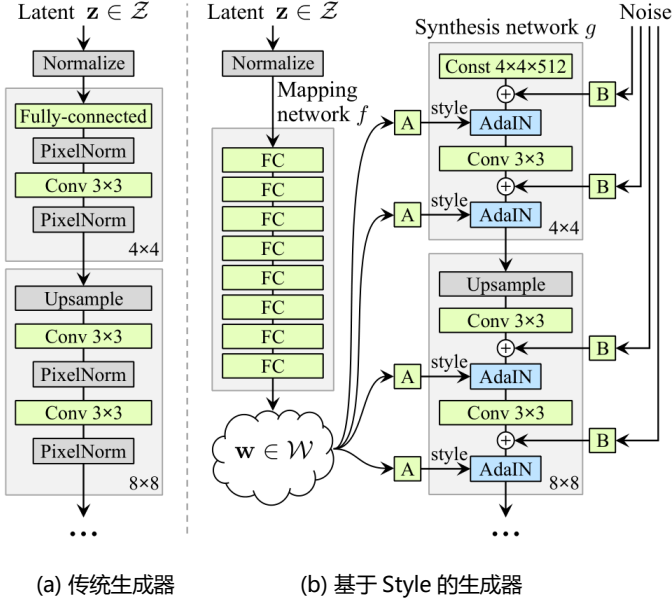 Latent z ∈ Z
Normalize
Fully-connected
PixelNorm
Conv 3×3
PixelNorm
4×4
Upsample
Conv 3×3
PixelNorm
Conv 3×3
PixelNorm
8×8
...
(a) 传统生成器
Latent z ∈ Z
Normalize
Mapping
network f
FC
FC
FC
FC
FC
FC
FC
FC
w ∈ W
Synthesis network g
Noise
Const 4×4×512
B
A
style
AdaIN
Conv 3×3
B
A
style
AdaIN
4×4
Upsample
Conv 3×3
B
A
style
AdaIN
Conv 3×3
B
A
style
AdaIN
8×8
...
(b) 基于 Style 的生成器